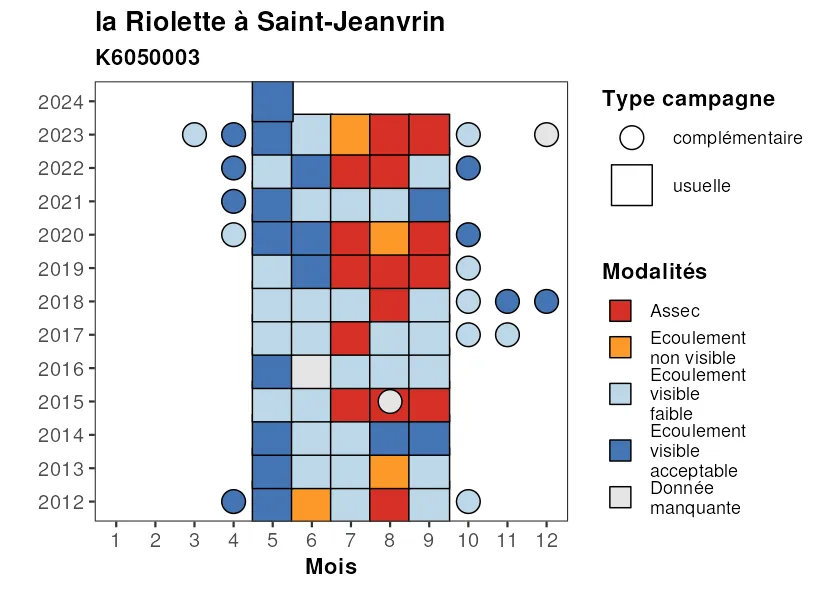 la Riolette à Saint-Jeanvrin
K6050003
2024
2023
2022
2021
2020
2019
2018
2017
2016
2015
2014
2013
2012
1 2 3 4 5 6 7 8 9 10 11 12
Mois
Type campagne
complémentaire
usuelle
Modalités
Assec
Ecoulement
non visible
Ecoulement
visible
faible
Ecoulement
visible
acceptable
Donnée
manquante